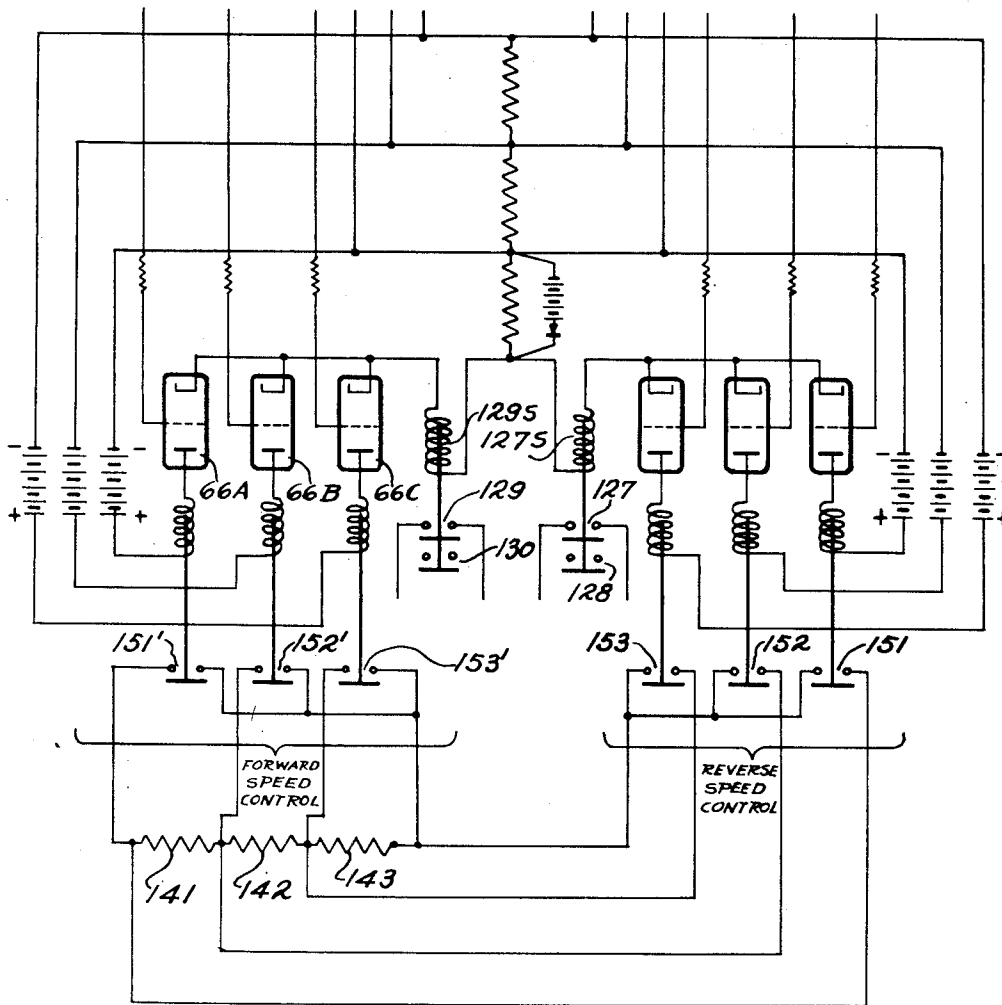 129S
127S
- - -
66A 66B 66C
129 127
+ + +
130
128
151' 152' 153' 153 152 151
FORWARD
SPEED
CONTROL
REVERSE
SPEED
CONTROL
141 142 143